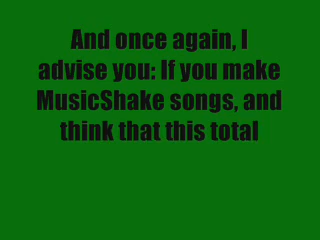 And once again, I
advise you: If you make
MusicShake songs, and
think that this total